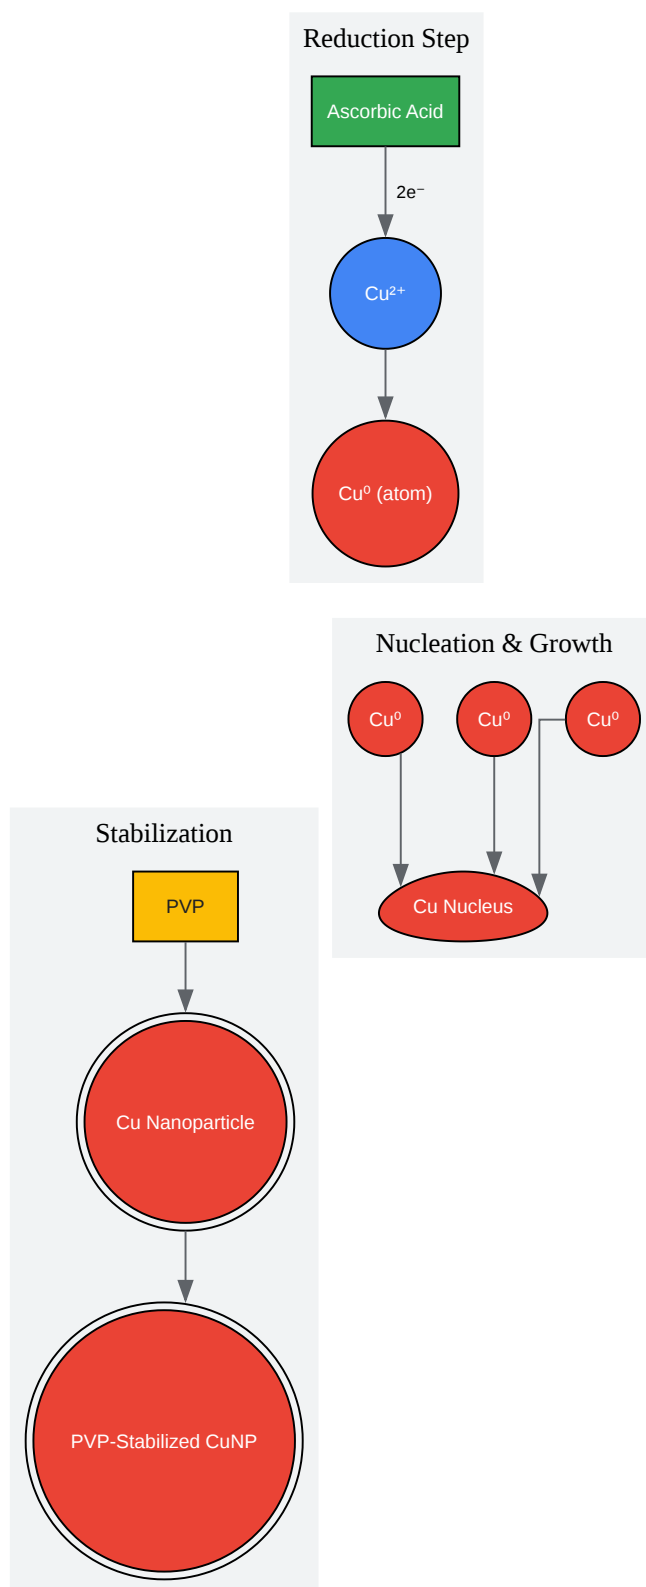 Reduction Step
Ascorbic Acid
2e⁻
Cu²⁺
Cu⁰ (atom)
Nucleation & Growth
Cu⁰
Cu⁰
Cu⁰
Cu Nucleus
Stabilization
PVP
Cu Nanoparticle
PVP-Stabilized CuNP